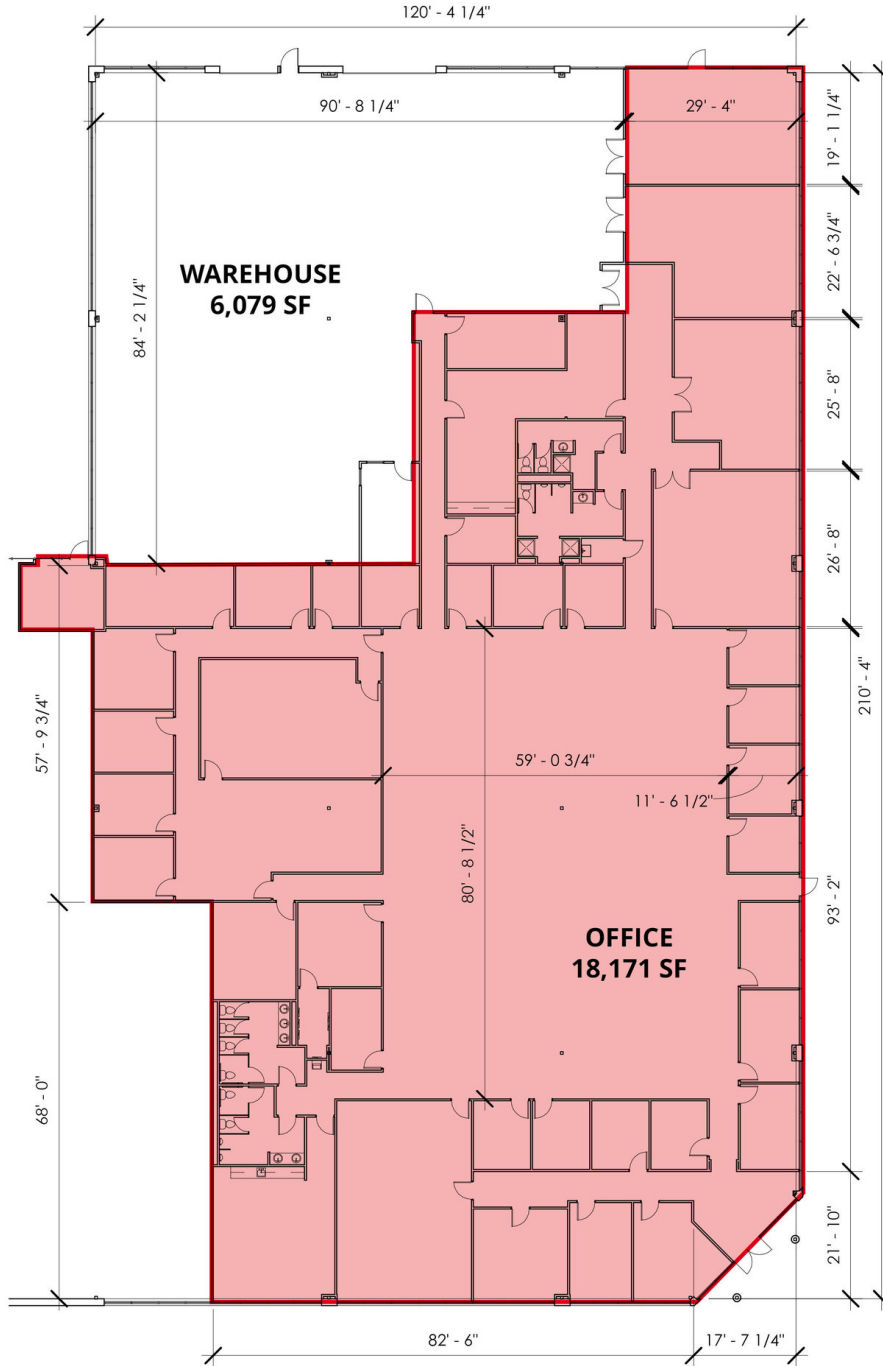 120' - 4 1/4"
90' - 8 1/4"
29' - 4"
19' - 1 1/4"
WAREHOUSE
6,079 SF
84' - 2 1/4"
22' - 6 3/4"
25' - 8"
26' - 8"
210' - 4"
57' - 9 3/4"
59' - 0 3/4"
11' - 6 1/2"
80' - 8 1/2"
93' - 2"
OFFICE
18,171 SF
68' - 0"
21' - 10"
82' - 6"
17' - 7 1/4"